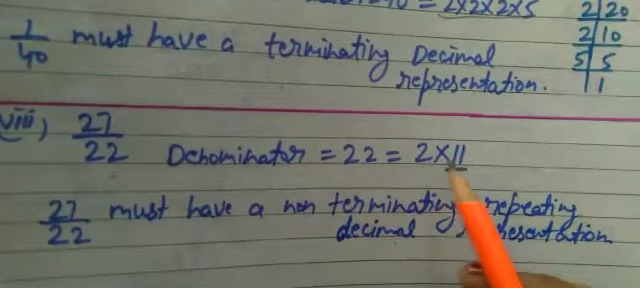 = 2×2×2×5
2 20
2 10
5 5
1
1/40 must have a terminating Decimal
representation.
viii) 27/22 Denominator = 22 = 2×11
27/22 must have a non terminating repeating
decimal